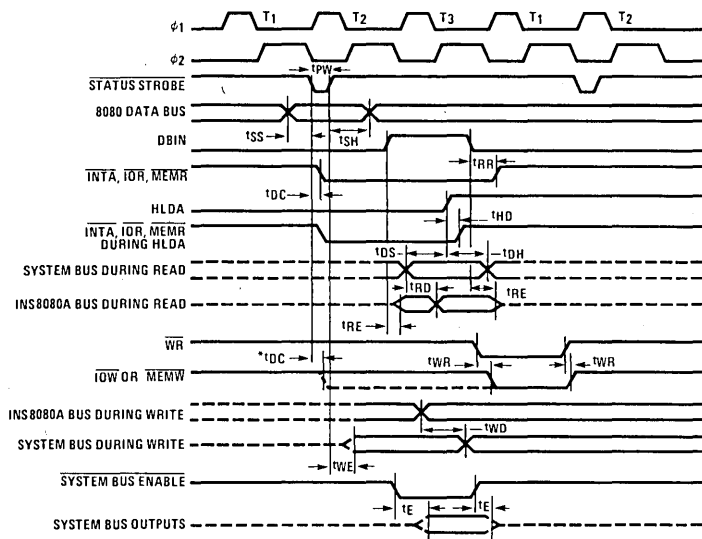 ϕ1 T1 T2 T3 T1 T2
ϕ2
tPW
STATUS STROBE
8080 DATA BUS
tSS tSH
DBIN
tRR
INTA, IOR, MEMR
tDC
HLDA
tHD
INTA, IOR, MEMR
DURING HLDA
tDS tDH
SYSTEM BUS DURING READ
tRD tRE
INS8080A BUS DURING READ
tRE
WR
*tDC tWR tWR
IOW OR MEMW
INS8080A BUS DURING WRITE
tWD
SYSTEM BUS DURING WRITE
tWE
SYSTEM BUS ENABLE
tE tE
SYSTEM BUS OUTPUTS